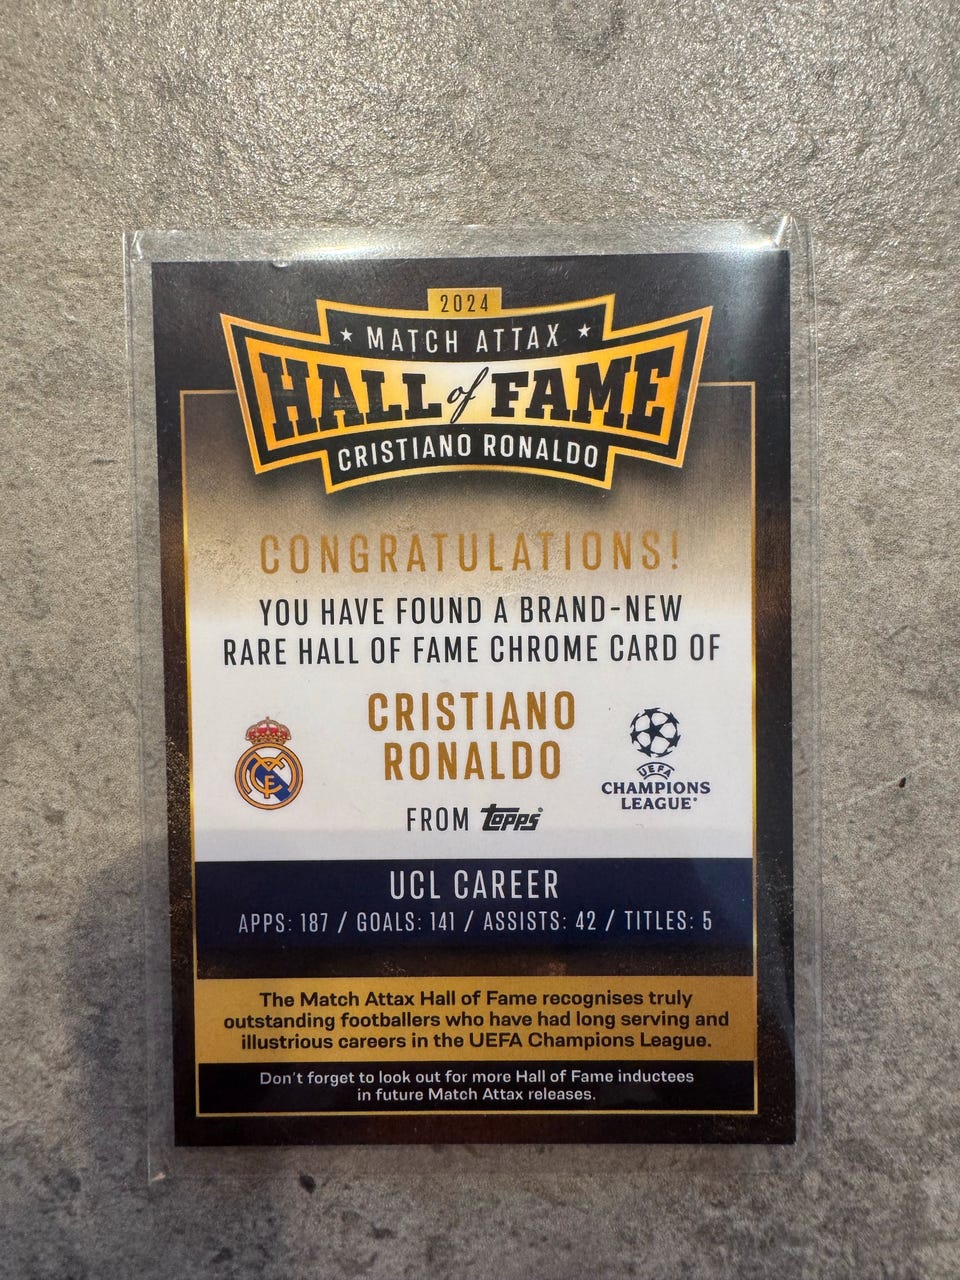 2024
MATCH ATTAX
HALL of FAME
CRISTIANO RONALDO
CONGRATULATIONS!
YOU HAVE FOUND A BRAND-NEW
RARE HALL OF FAME CHROME CARD OF
CRISTIANO
RONALDO
UEFA
CHAMPIONS
LEAGUE®
FROM Topps®
UCL CAREER
APPS: 187 / GOALS: 141 / ASSISTS: 42 / TITLES: 5
The Match Attax Hall of Fame recognises truly
outstanding footballers who have had long serving and
illustrious careers in the UEFA Champions League.
Don't forget to look out for more Hall of Fame inductees
in future Match Attax releases.